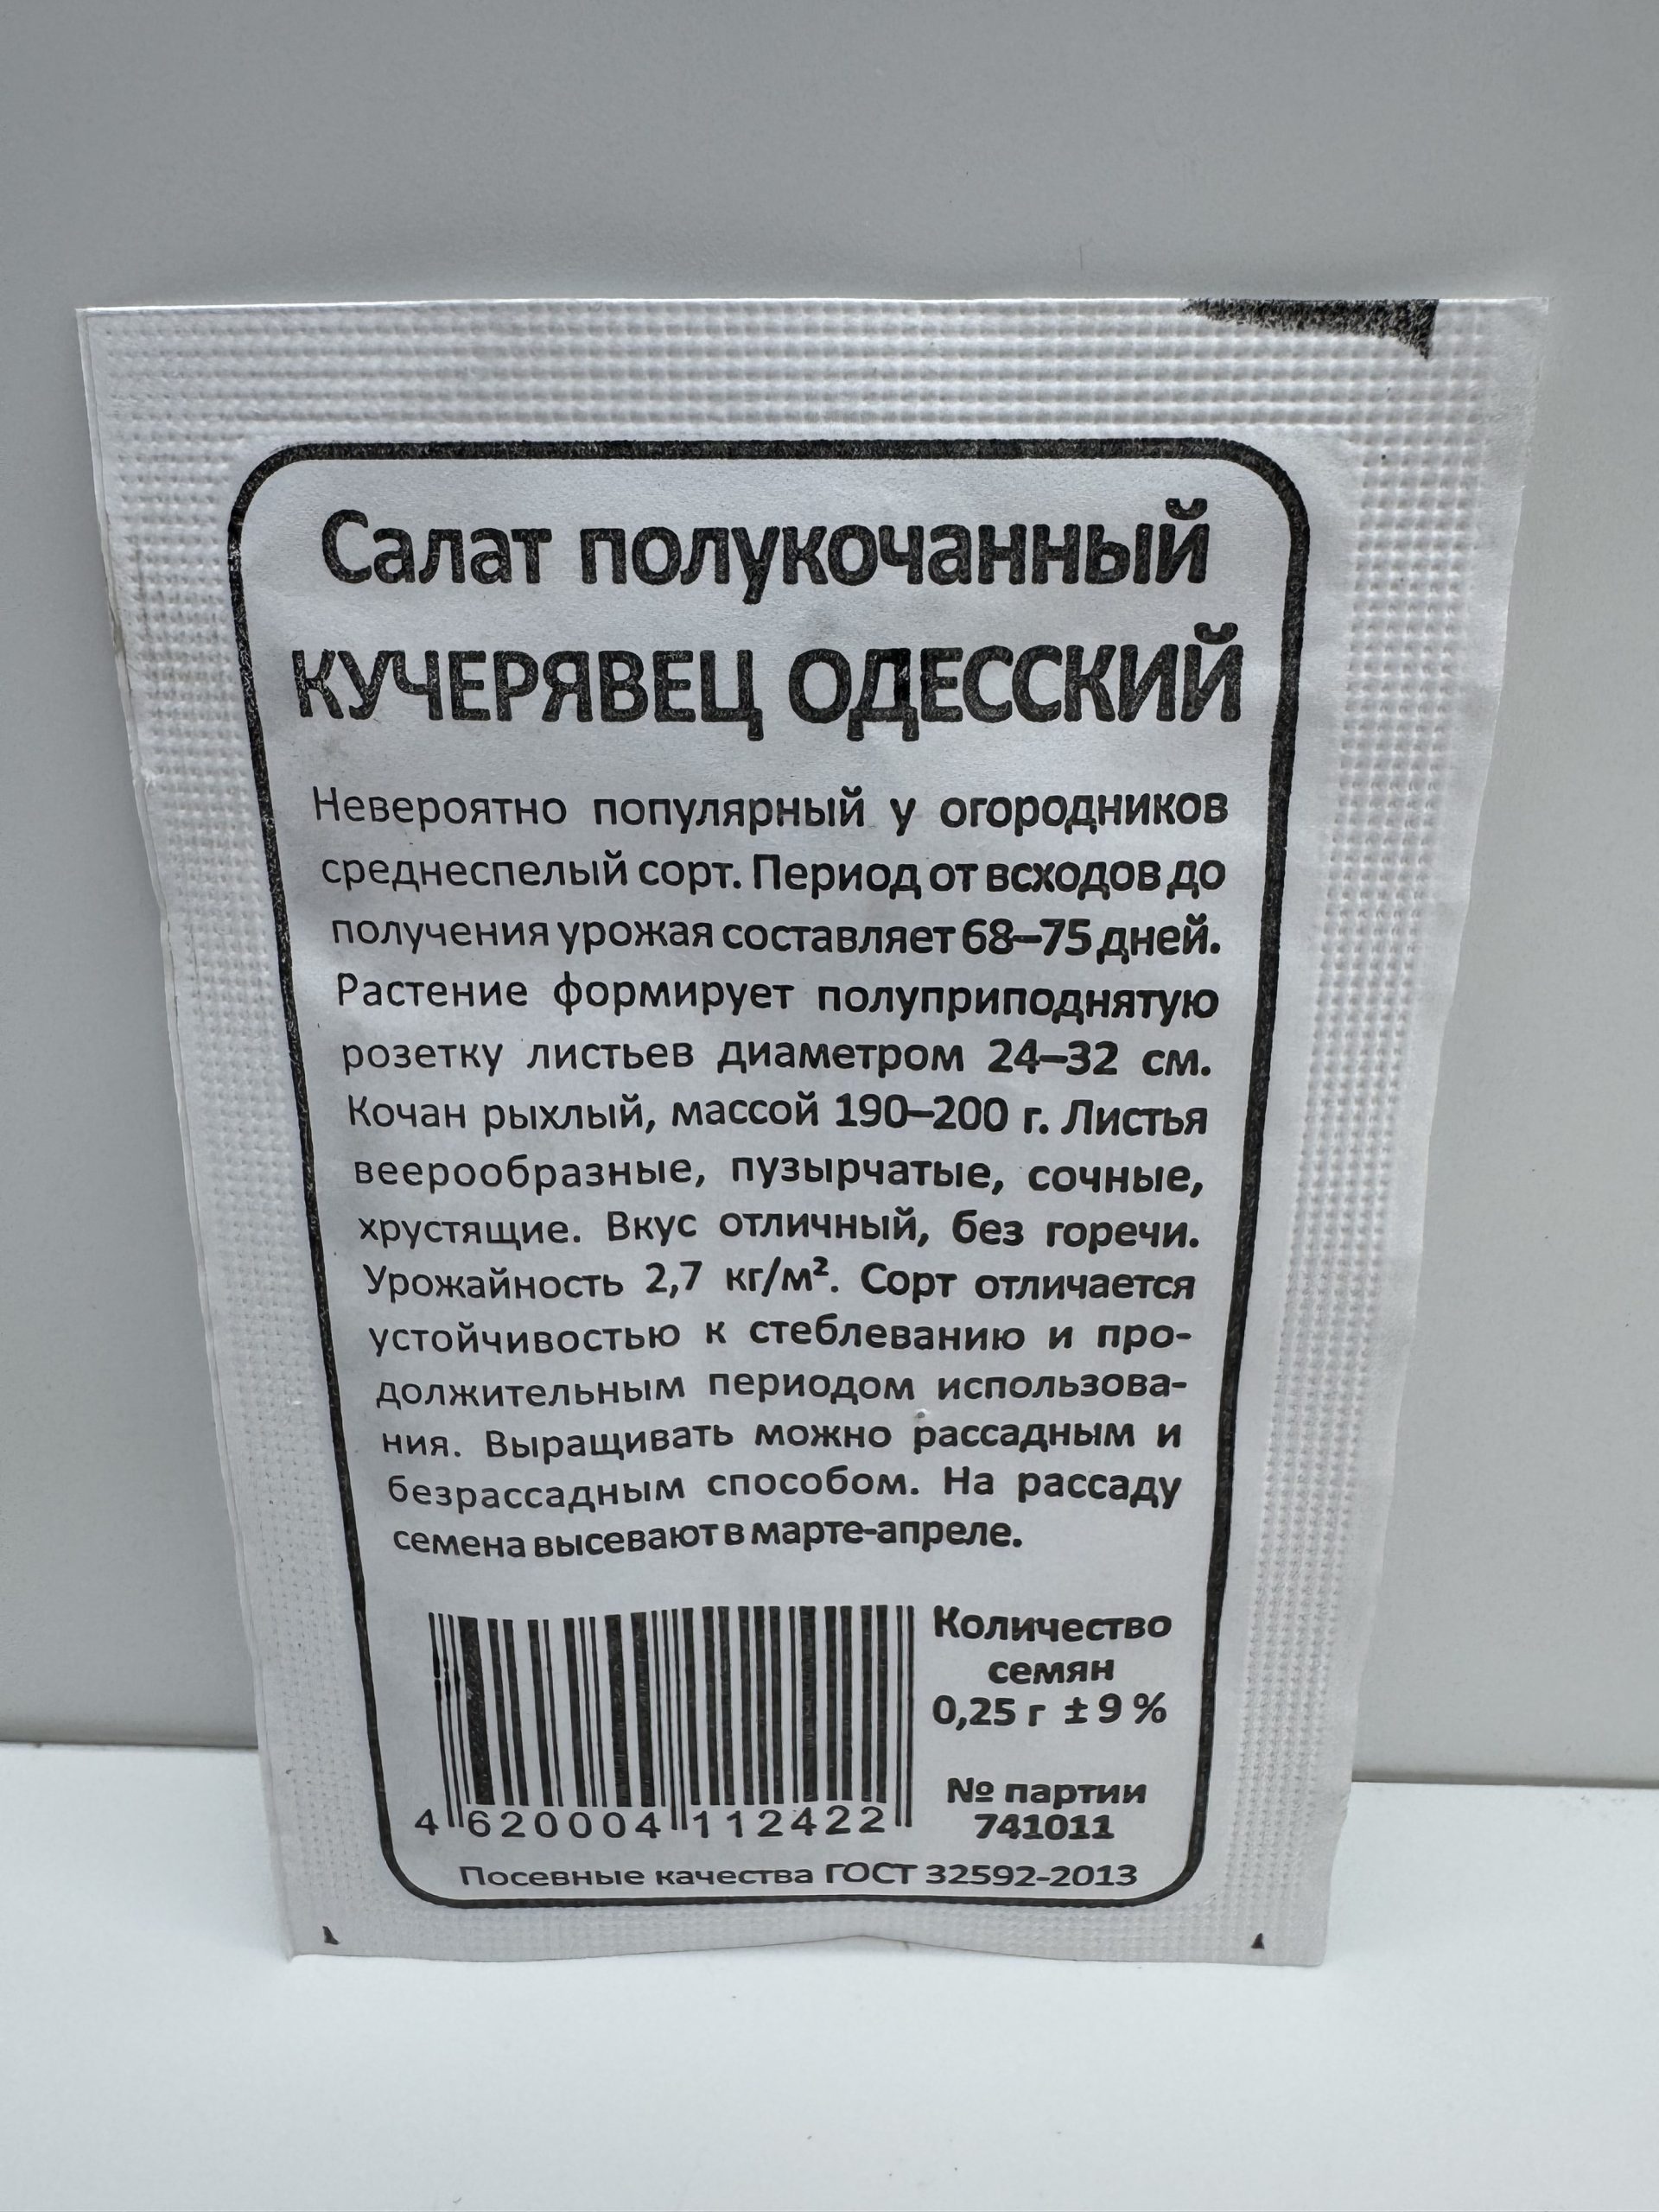 Салат полукочанный
КУЧЕРЯВЕЦ ОДЕССКИЙ
Невероятно популярный у огородников
среднеспелый сорт. Период от всходов до
получения урожая составляет 68–75 дней.
Растение формирует полуприподнятую
розетку листьев диаметром 24–32 см.
Кочан рыхлый, массой 190–200 г. Листья
веерообразные, пузырчатые, сочные,
хрустящие. Вкус отличный, без горечи.
Урожайность 2,7 кг/м². Сорт отличается
устойчивостью к стеблеванию и про-
должительным периодом использова-
ния. Выращивать можно рассадным и
безрассадным способом. На рассаду
семена высевают в марте-апреле.
Количество
семян
0,25 г ± 9 %
№ партии
741011
4 620004 112422
Посевные качества ГОСТ 32592-2013